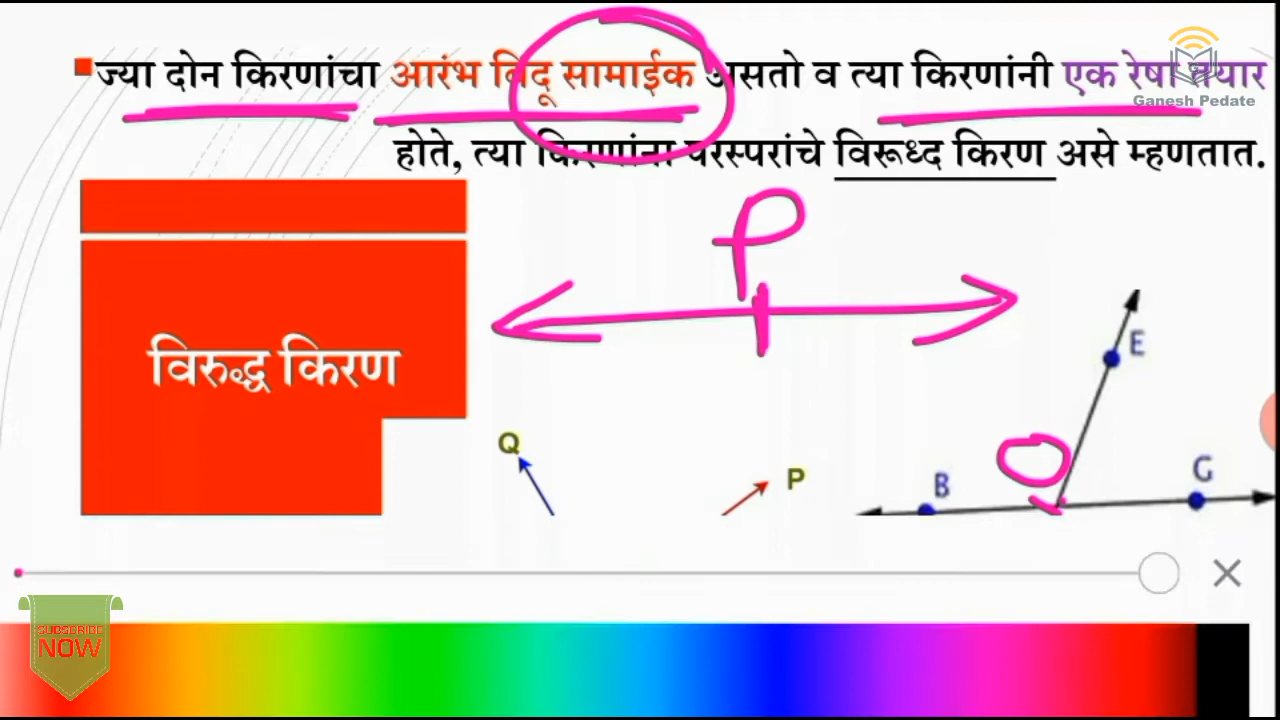 ज्या दोन किरणांचा आरंभ बिंदू सामाईक असतो व त्या किरणांनी एक रेषा तयार
होते, त्या किरणांना परस्परांचे विरूध्द किरण असे म्हणतात.
Ganesh Pedate
विरुद्ध किरण
P
E
Q
P
O
B
G
SUBSCRIBE
NOW